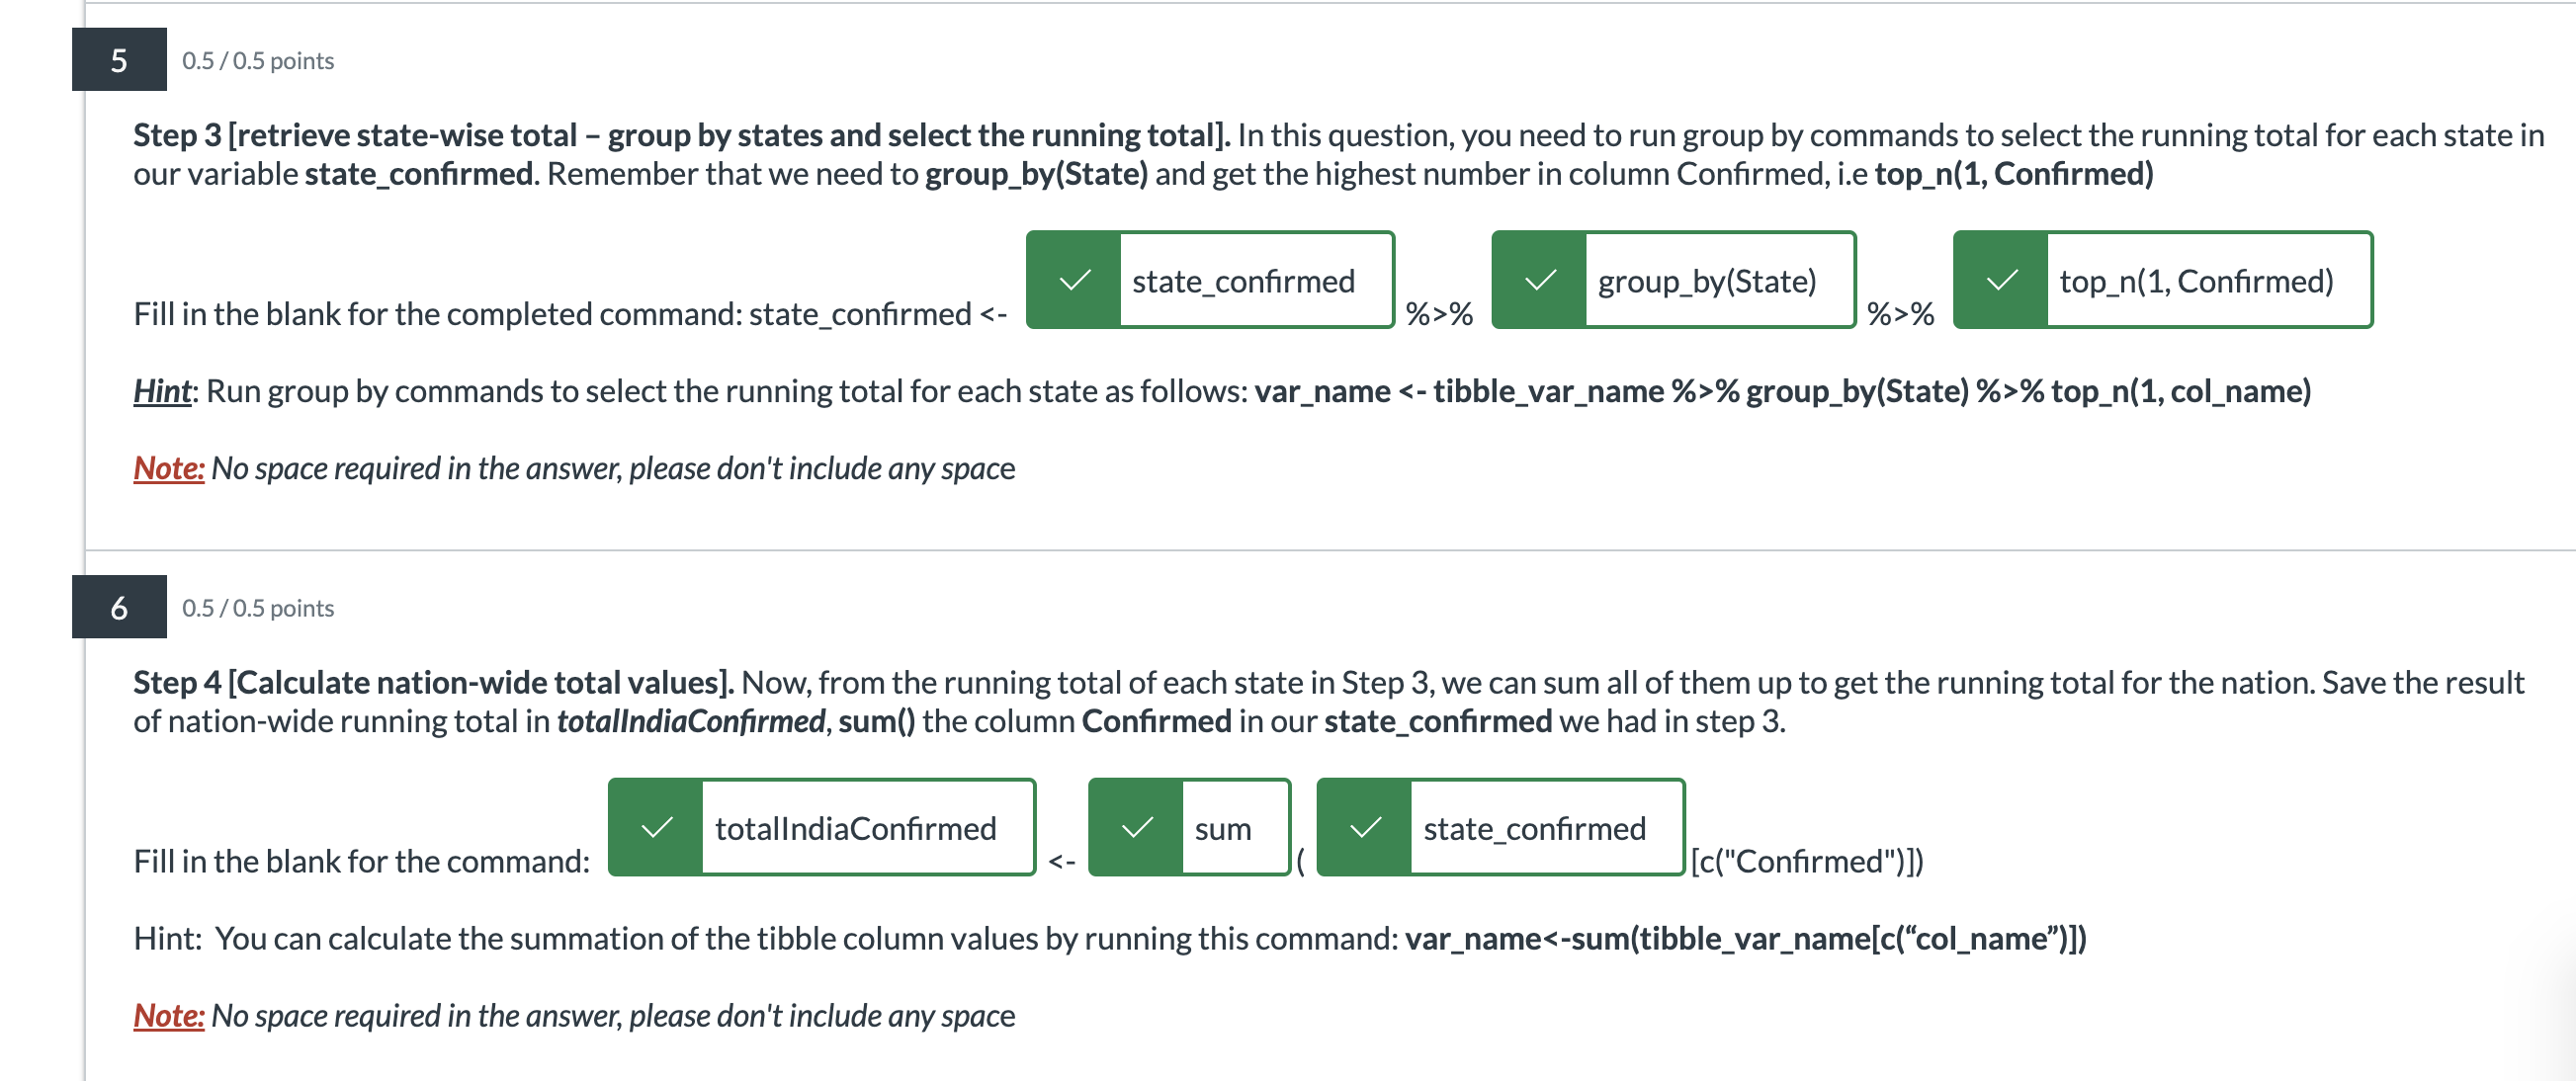 5
0.5 / 0.5 points
Step 3 [retrieve state-wise total – group by states and select the running total]. In this question, you need to run group by commands to select the running total for each state in
our variable state_confirmed. Remember that we need to group_by(State) and get the highest number in column Confirmed, i.e top_n(1, Confirmed)
Fill in the blank for the completed command: state_confirmed <- state_confirmed %>% group_by(State) %>% top_n(1, Confirmed)
Hint: Run group by commands to select the running total for each state as follows: var_name <- tibble_var_name %>% group_by(State) %>% top_n(1, col_name)
Note: No space required in the answer, please don't include any space
6
0.5 / 0.5 points
Step 4 [Calculate nation-wide total values]. Now, from the running total of each state in Step 3, we can sum all of them up to get the running total for the nation. Save the result
of nation-wide running total in totalIndiaConfirmed, sum() the column Confirmed in our state_confirmed we had in step 3.
Fill in the blank for the command: totalIndiaConfirmed <- sum ( state_confirmed [c("Confirmed")])
Hint: You can calculate the summation of the tibble column values by running this command: var_name<-sum(tibble_var_name[c(“col_name”)])
Note: No space required in the answer, please don't include any space